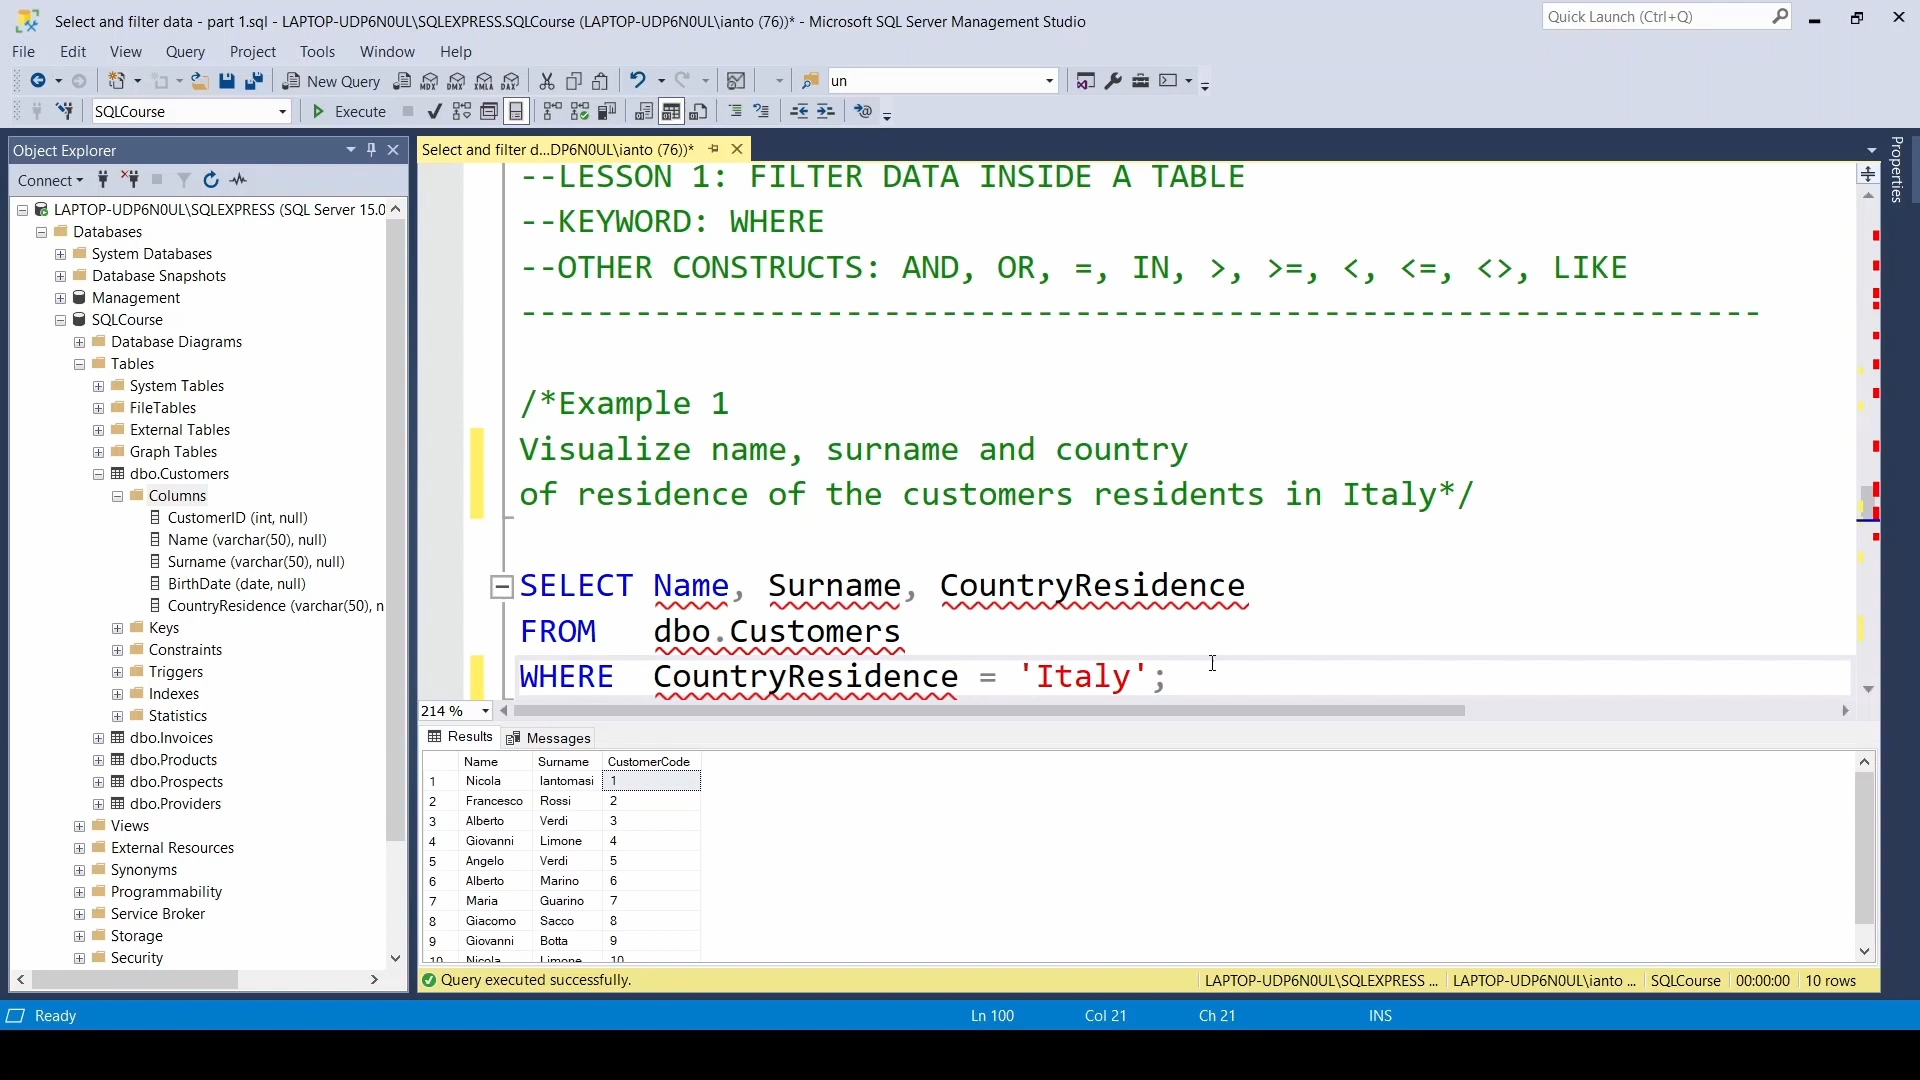 Select and filter data - part 1.sql - LAPTOP-UDP6N0UL\SQLEXPRESS.SQLCourse (LAPTOP-UDP6N0UL\ianto (76))* - Microsoft SQL Server Management Studio
Quick Launch (Ctrl+Q)
File Edit View Query Project Tools Window Help
New Query
MDX DMX XMLA DAX
un
SQLCourse
Execute
Object Explorer
Connect
LAPTOP-UDP6N0UL\SQLEXPRESS (SQL Server 15.0
Databases
System Databases
Database Snapshots
Management
SQLCourse
Database Diagrams
Tables
System Tables
FileTables
External Tables
Graph Tables
dbo.Customers
Columns
CustomerID (int, null)
Name (varchar(50), null)
Surname (varchar(50), null)
BirthDate (date, null)
CountryResidence (varchar(50), n
Keys
Constraints
Triggers
Indexes
Statistics
dbo.Invoices
dbo.Products
dbo.Prospects
dbo.Providers
Views
External Resources
Synonyms
Programmability
Service Broker
Storage
Security
Select and filter d...DP6N0UL\ianto (76))*
--LESSON 1: FILTER DATA INSIDE A TABLE
--KEYWORD: WHERE
--OTHER CONSTRUCTS: AND, OR, =, IN, >, >=, <, <=, <>, LIKE
-----------------------------------------------------------------
/*Example 1
Visualize name, surname and country
of residence of the customers residents in Italy*/
SELECT Name, Surname, CountryResidence
FROM dbo.Customers
WHERE CountryResidence = 'Italy';
214 %
Results Messages
Name Surname CustomerCode
1 Nicola Iantomasi 1
2 Francesco Rossi 2
3 Alberto Verdi 3
4 Giovanni Limone 4
5 Angelo Verdi 5
6 Alberto Marino 6
7 Maria Guarino 7
8 Giacomo Sacco 8
9 Giovanni Botta 9
10 Nicola Limone 10
Query executed successfully.
LAPTOP-UDP6N0UL\SQLEXPRESS ... LAPTOP-UDP6N0UL\ianto ... SQLCourse 00:00:00 10 rows
Properties
Ready
Ln 100 Col 21 Ch 21 INS